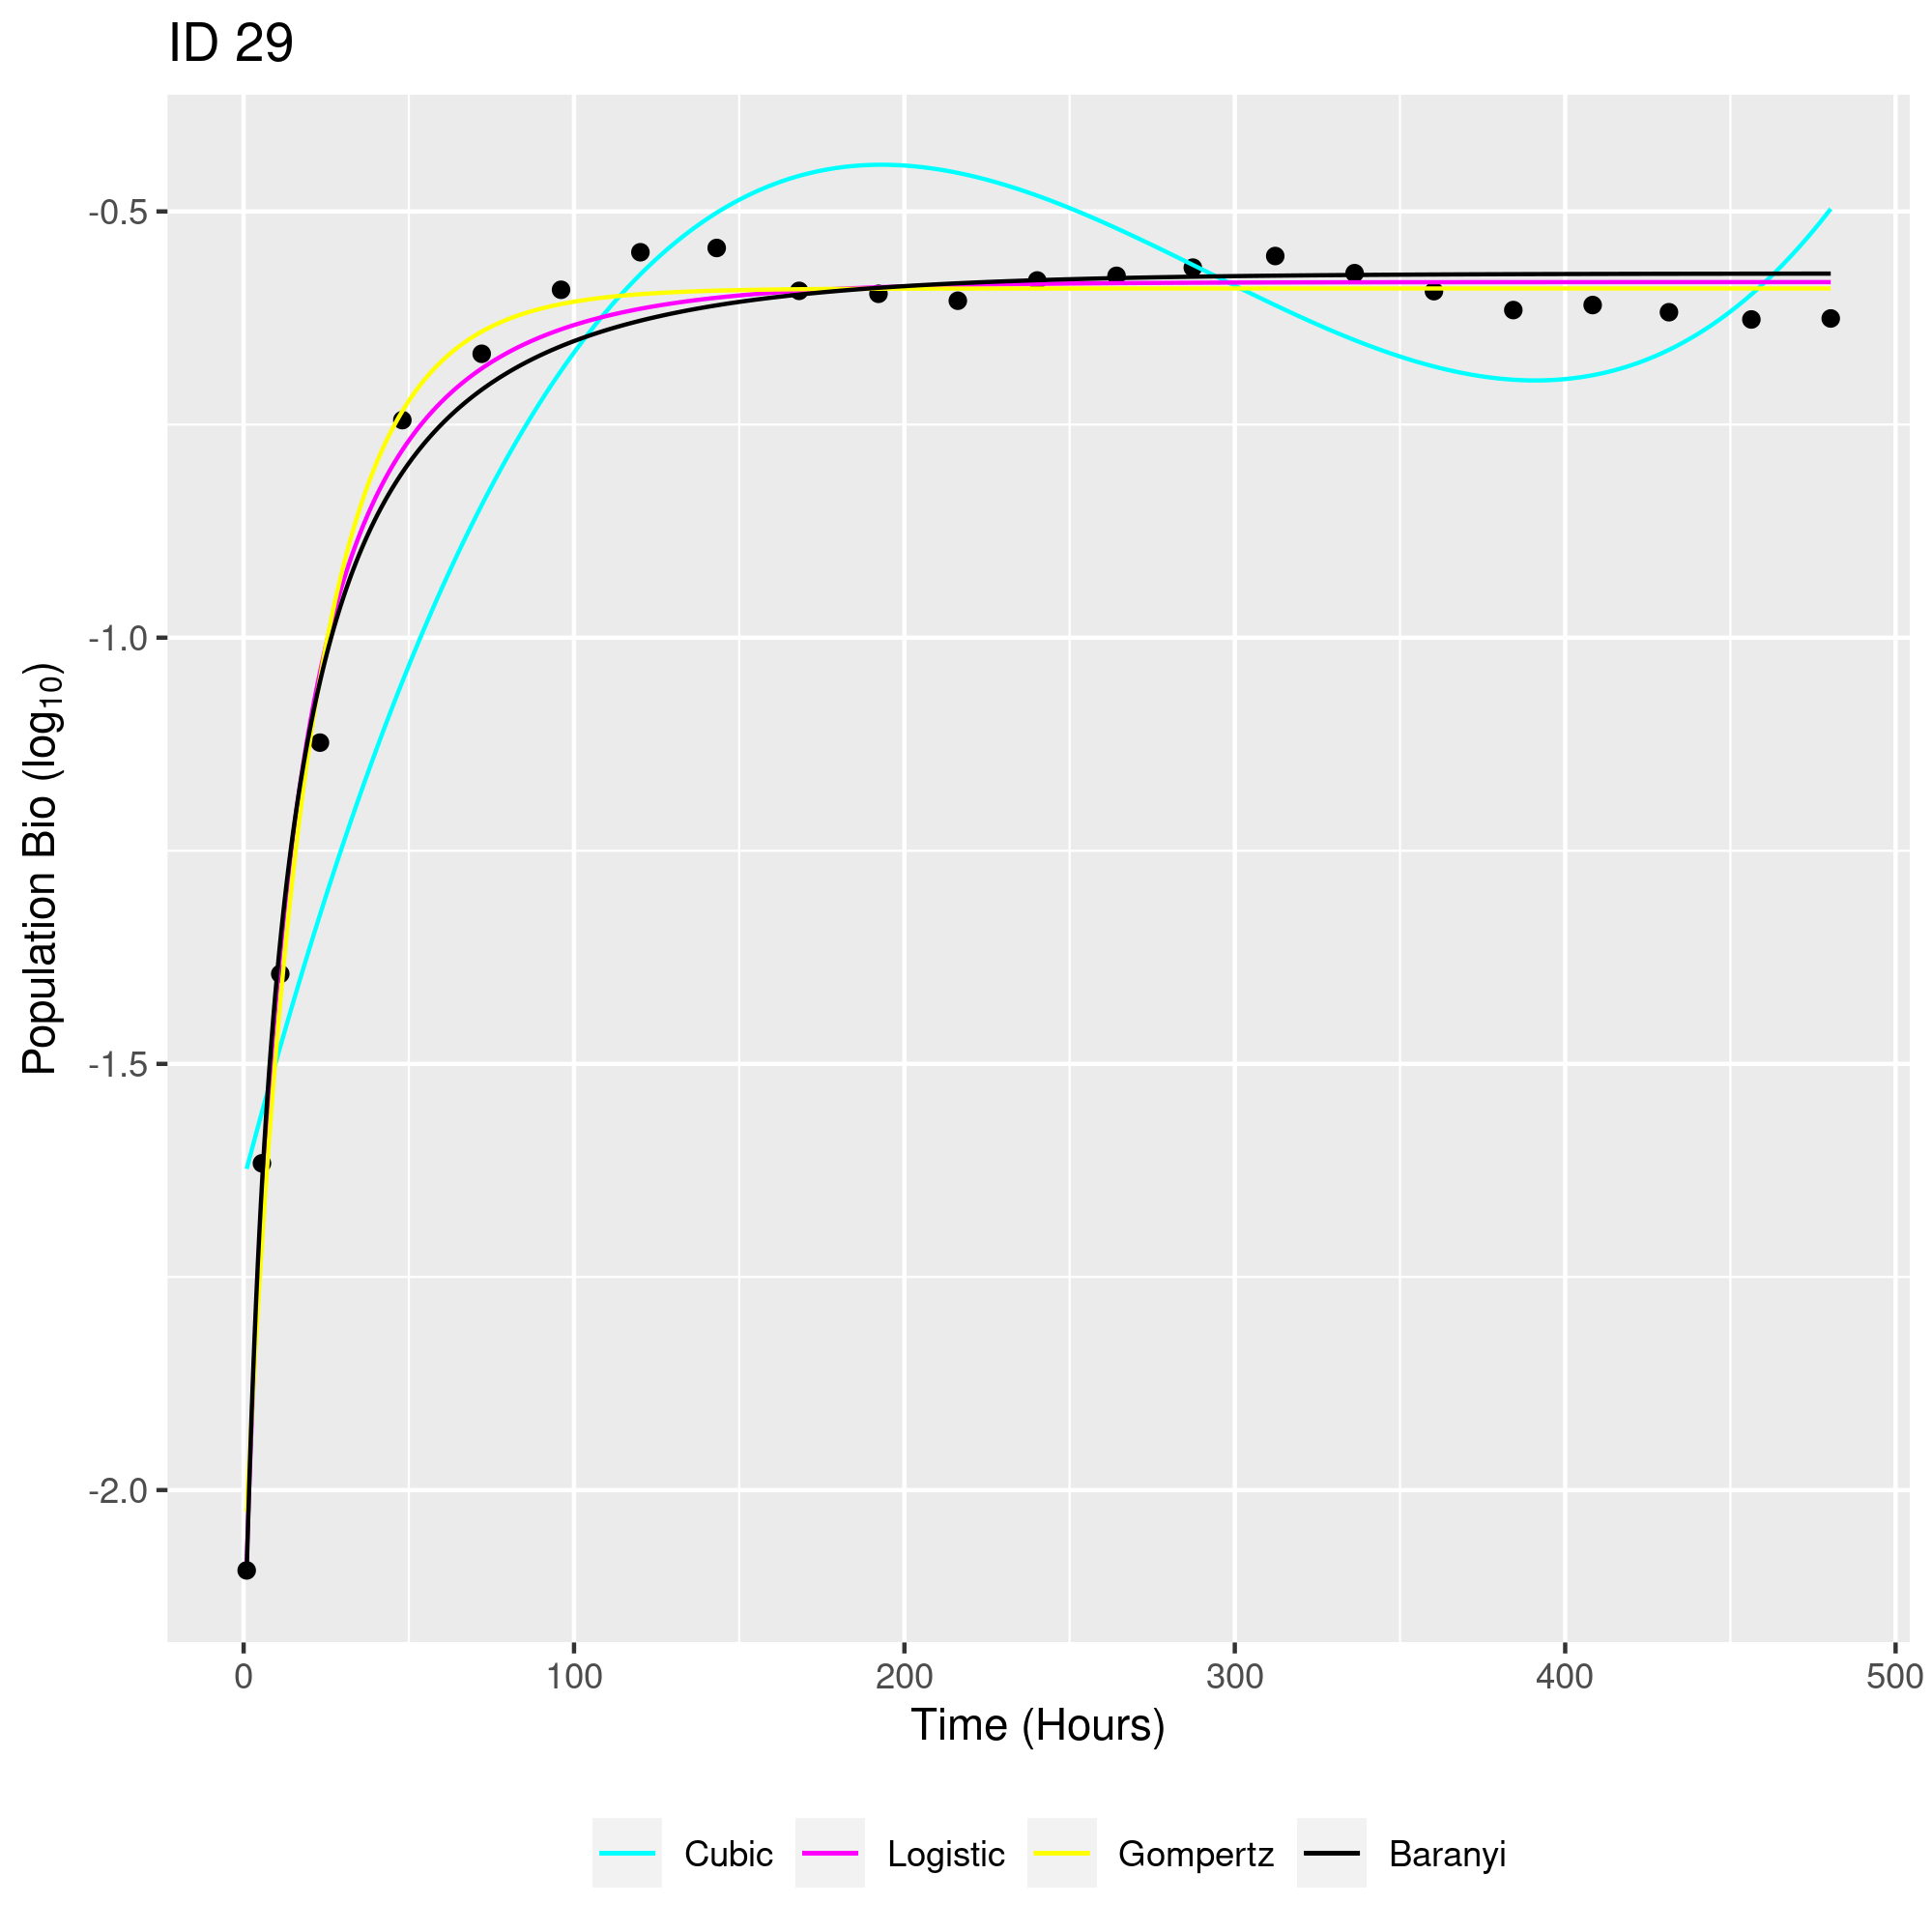 ID 29
Population Bio (log₁₀)
-0.5
-1.0
-1.5
-2.0
0 100 200 300 400 500
Time (Hours)
Cubic Logistic Gompertz Baranyi